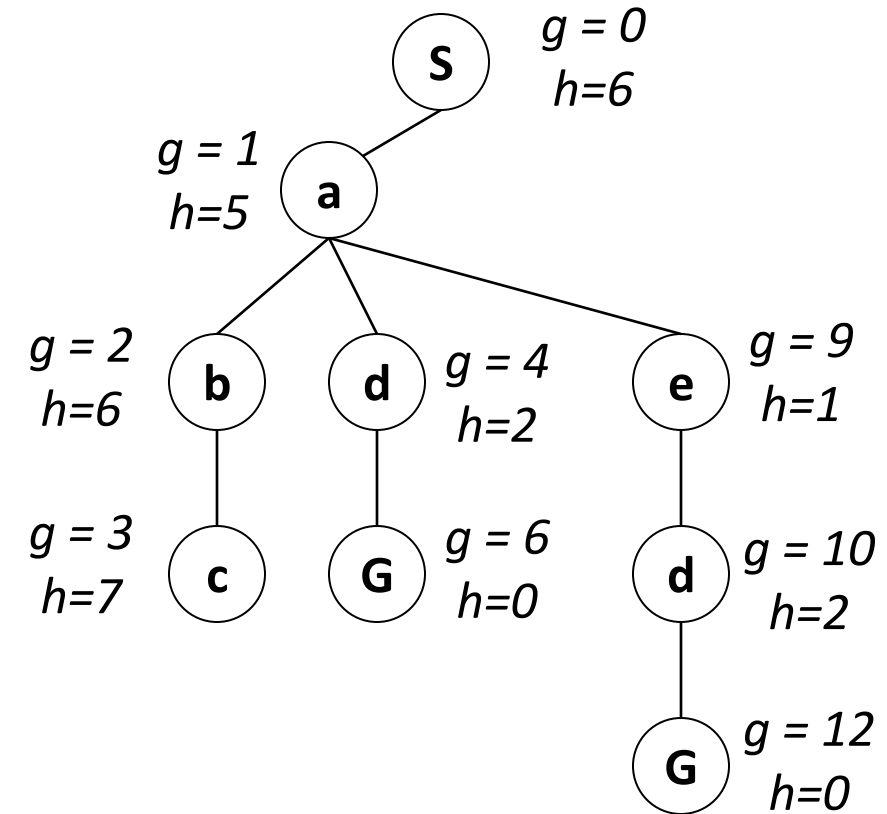 S
g = 0
h=6
g = 1
h=5
a
g = 2
h=6
b
d
g = 4
h=2
e
g = 9
h=1
g = 3
h=7
c
G
g = 6
h=0
d
g = 10
h=2
G
g = 12
h=0